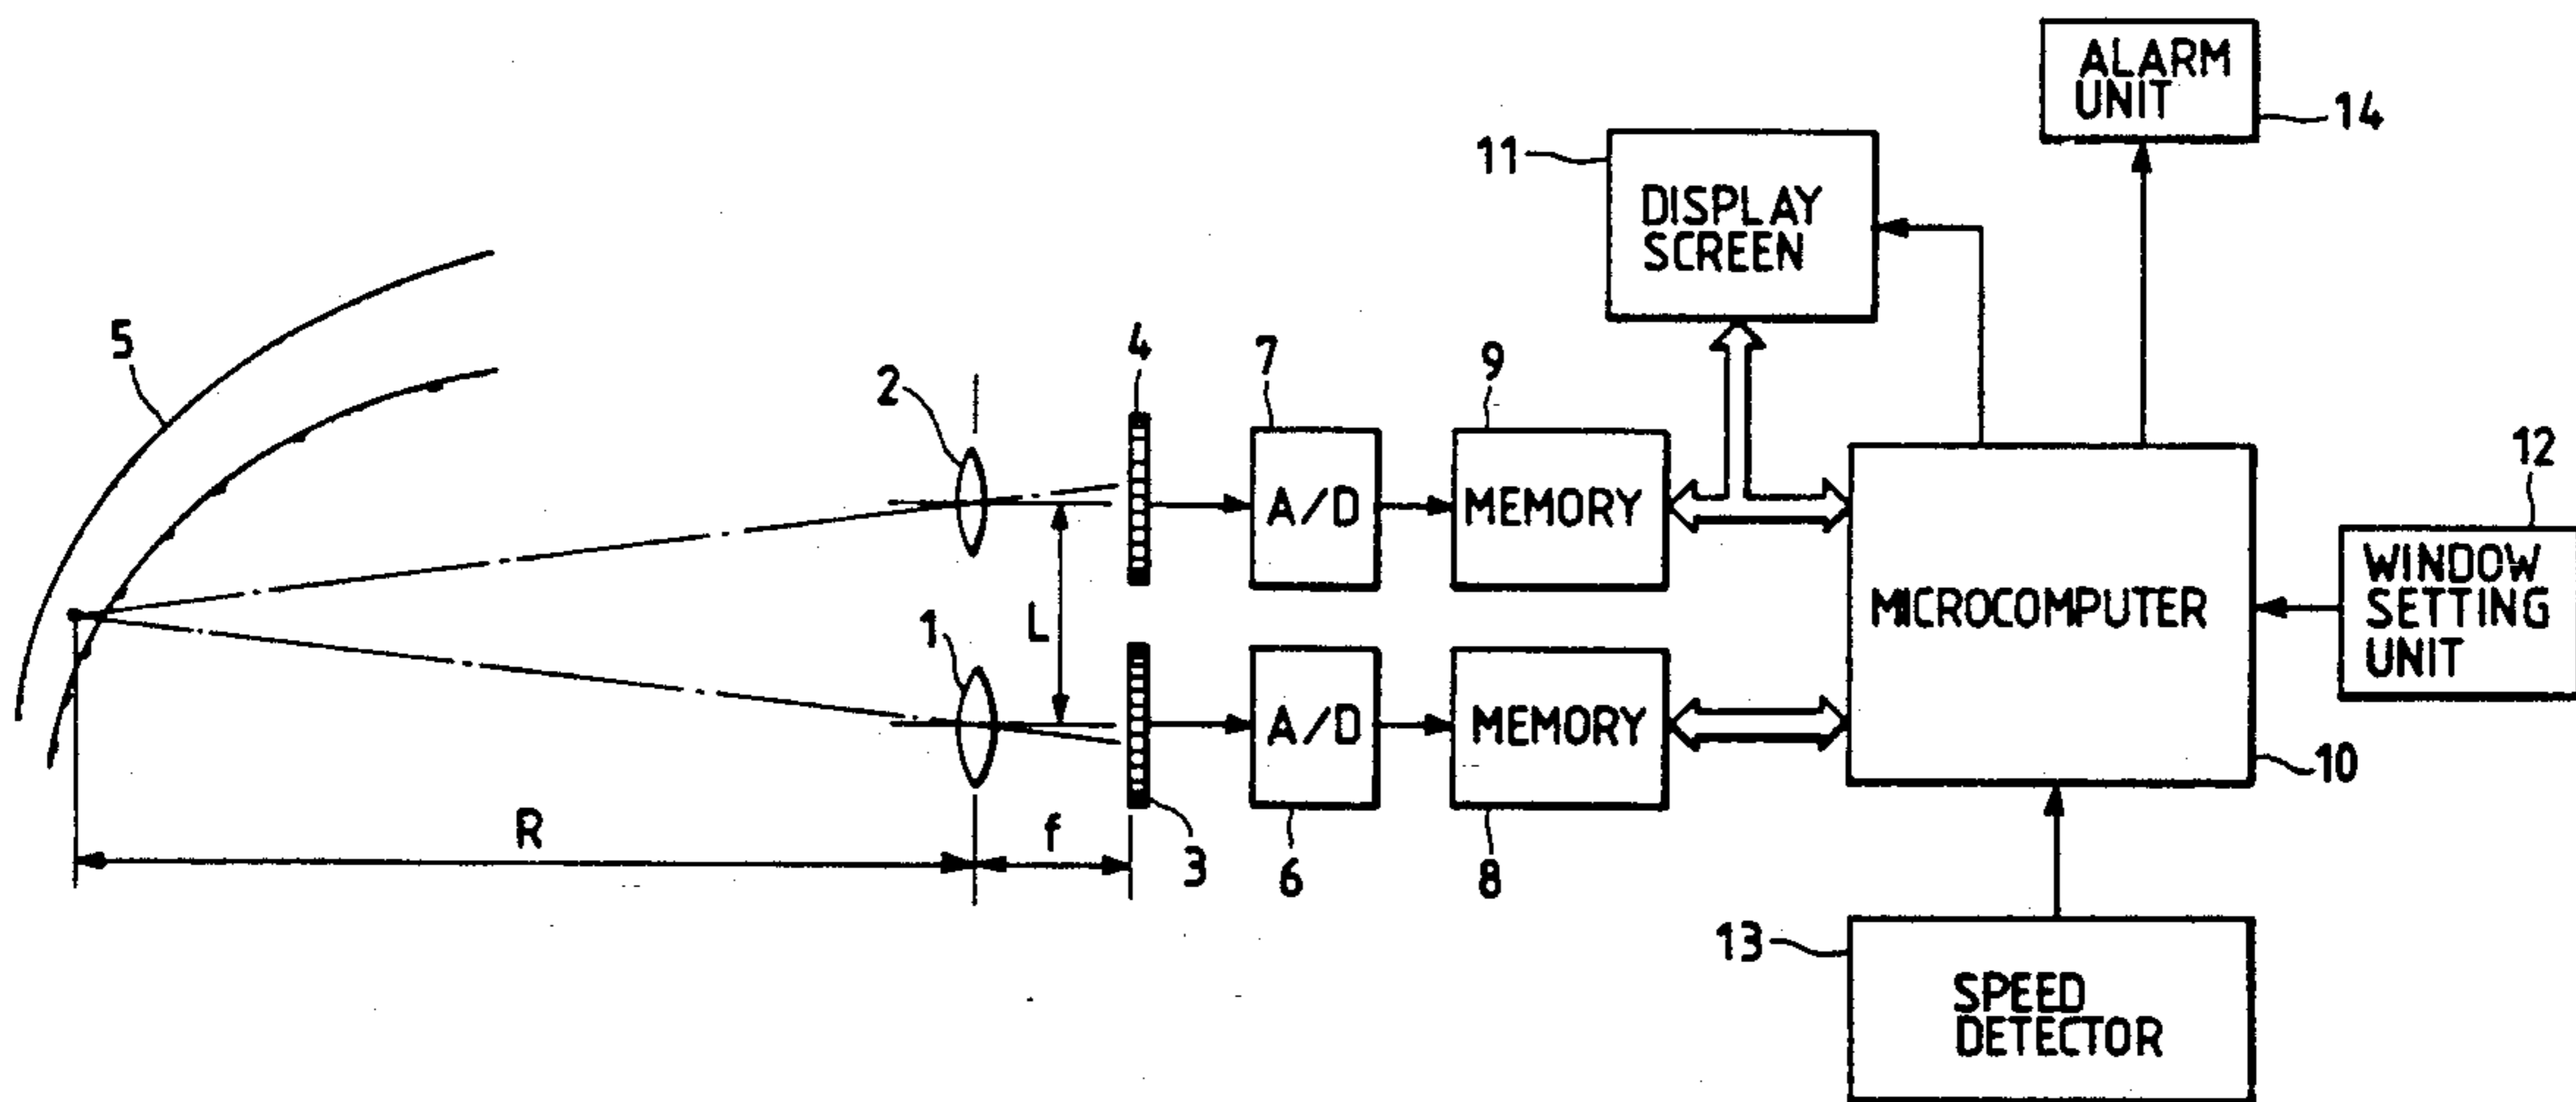 ALARM
UNIT
14
11
DISPLAY
SCREEN
5
2
4
7
9
12
A/D
MEMORY
WINDOW
SETTING
UNIT
MICROCOMPUTER
L
1
A/D
MEMORY
10
R
f
3
6
8
13
SPEED
DETECTOR